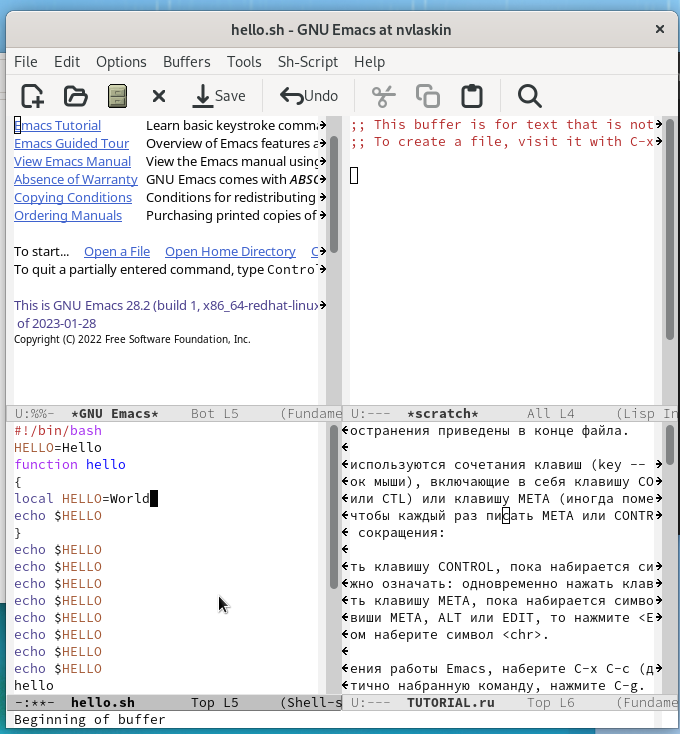 hello.sh - GNU Emacs at nvlaskin
File Edit Options Buffers Tools Sh-Script Help
Save Undo
Emacs Tutorial Learn basic keystroke comm
Emacs Guided Tour Overview of Emacs features
View Emacs Manual View the Emacs manual using
Absence of Warranty GNU Emacs comes with ABSO
Copying Conditions Conditions for redistributing
Ordering Manuals Purchasing printed copies of
To start... Open a File Open Home Directory
To quit a partially entered command, type Contro
This is GNU Emacs 28.2 (build 1, x86_64-redhat-linux
of 2023-01-28
Copyright (C) 2022 Free Software Foundation, Inc.
U:%%- *GNU Emacs* Bot L5 (Fundame
;; This buffer is for text that is not
;; To create a file, visit it with C-x
U:--- *scratch* All L4 (Lisp In
#!/bin/bash
HELLO=Hello
function hello
{
local HELLO=World
echo $HELLO
}
echo $HELLO
echo $HELLO
echo $HELLO
echo $HELLO
echo $HELLO
echo $HELLO
echo $HELLO
echo $HELLO
hello
-:**- hello.sh Top L5 (Shell-s
остранения приведены в конце файла.
используются сочетания клавиш (key --
ок мыши), включающие в себя клавишу CO
или CTL) или клавишу META (иногда поме
чтобы каждый раз писать META или CONTR
сокращения:
ть клавишу CONTROL, пока набирается си
жно означать: одновременно нажать клав
ть клавишу META, пока набирается симво
виши META, ALT или EDIT, то нажмите <E
ом наберите символ <chr>.
ения работы Emacs, наберите C-x C-c (д
тично набранную команду, нажмите C-g.
U:--- TUTORIAL.ru Top L6 (Fundame
Beginning of buffer